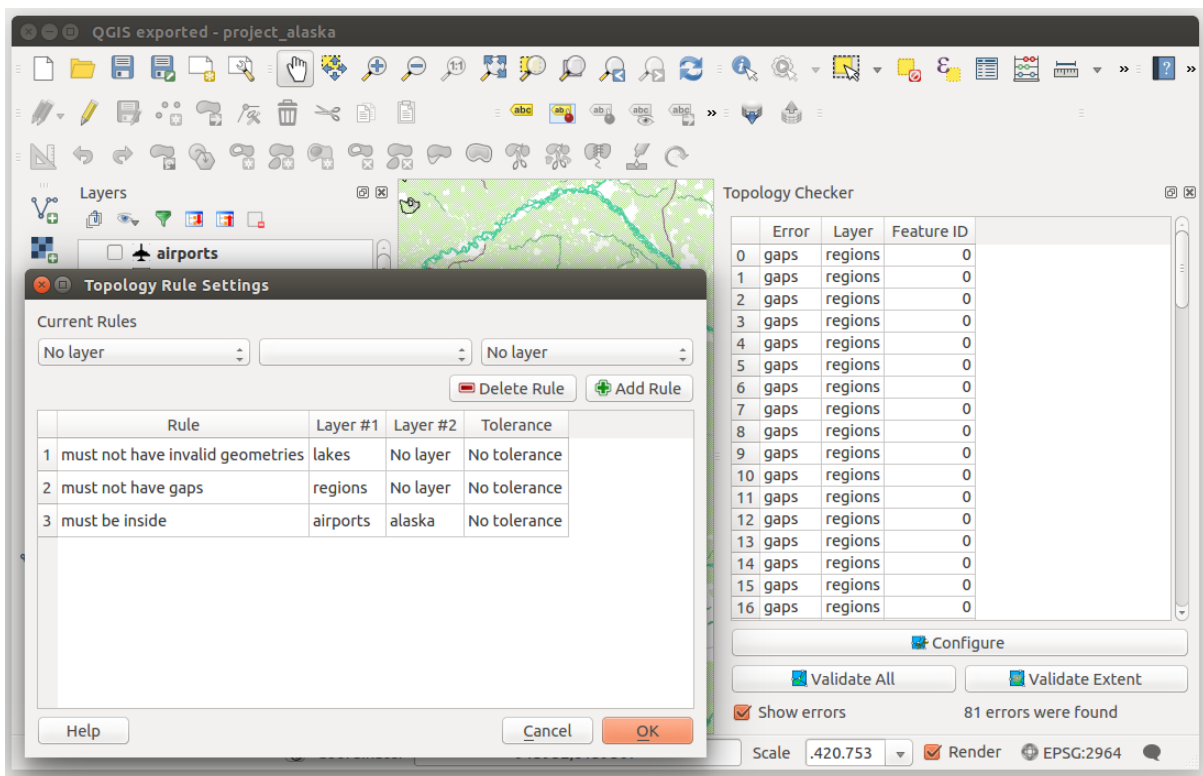 QGIS exported - project_alaska
abc
abc
abc
abc
abc
Layers
airports
Topology Rule Settings
Current Rules
No layer No layer
Delete Rule Add Rule
Rule Layer #1 Layer #2 Tolerance
1 must not have invalid geometries lakes No layer No tolerance
2 must not have gaps regions No layer No tolerance
3 must be inside airports alaska No tolerance
Help Cancel OK
Topology Checker
Error Layer Feature ID
0 gaps regions 0
1 gaps regions 0
2 gaps regions 0
3 gaps regions 0
4 gaps regions 0
5 gaps regions 0
6 gaps regions 0
7 gaps regions 0
8 gaps regions 0
9 gaps regions 0
10 gaps regions 0
11 gaps regions 0
12 gaps regions 0
13 gaps regions 0
14 gaps regions 0
15 gaps regions 0
16 gaps regions 0
Configure
Validate All Validate Extent
Show errors 81 errors were found
Scale .420.753 Render EPSG:2964